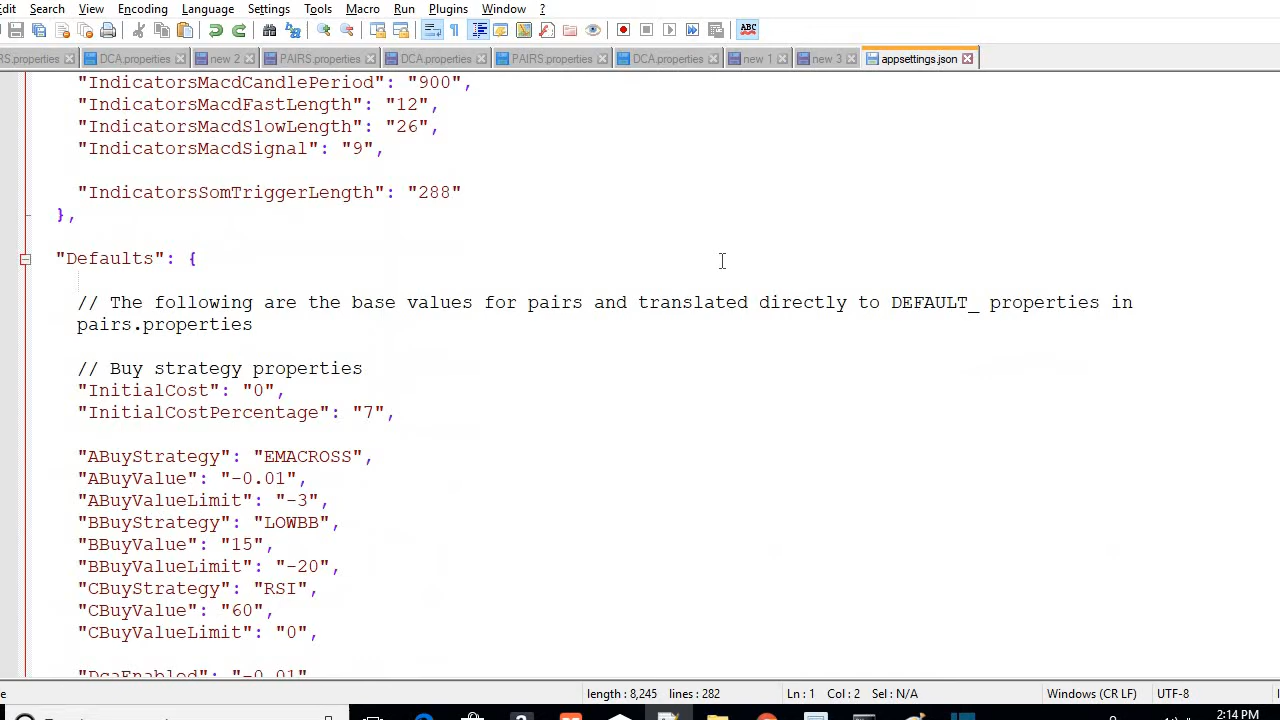 Edit Search View Encoding Language Settings Tools Macro Run Plugins Window ?
RS.properties DCA.properties new 2 PAIRS.properties DCA.properties PAIRS.properties DCA.properties new 1 new 3 appsettings.json
"IndicatorsMacdCandlePeriod": "900",
"IndicatorsMacdFastLength": "12",
"IndicatorsMacdSlowLength": "26",
"IndicatorsMacdSignal": "9",
"IndicatorsSomTriggerLength": "288"
},
"Defaults": {
// The following are the base values for pairs and translated directly to DEFAULT_ properties in
pairs.properties
// Buy strategy properties
"InitialCost": "0",
"InitialCostPercentage": "7",
"ABuyStrategy": "EMACROSS",
"ABuyValue": "-0.01",
"ABuyValueLimit": "-3",
"BBuyStrategy": "LOWBB",
"BBuyValue": "15",
"BBuyValueLimit": "-20",
"CBuyStrategy": "RSI",
"CBuyValue": "60",
"CBuyValueLimit": "0",
"DcaEnabled": "-0.01"
length : 8,245 lines : 282 Ln : 1 Col : 2 Sel : N/A Windows (CR LF) UTF-8
2:14 PM